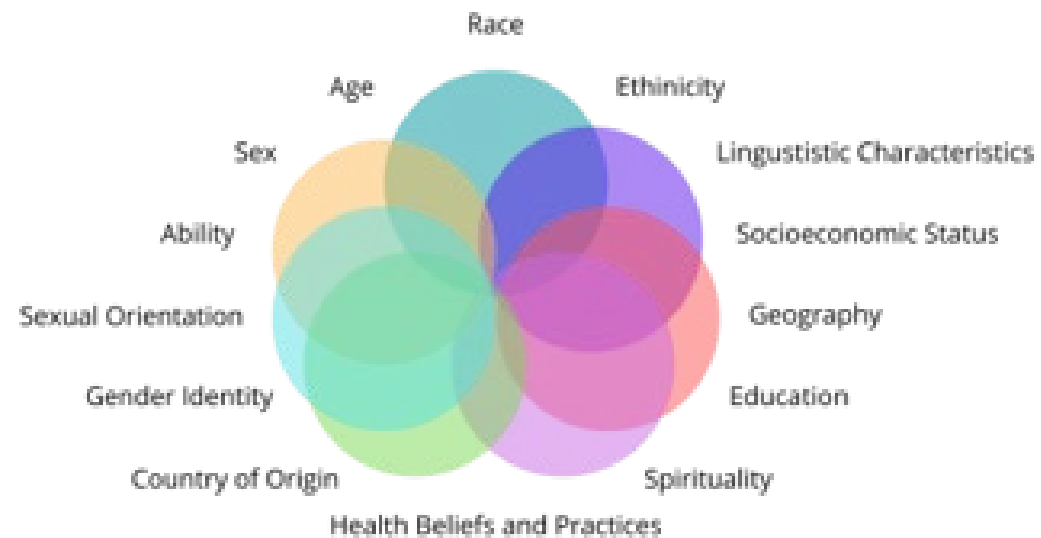 Race
Age
Ethinicity
Sex
Lingustistic Characteristics
Ability
Socioeconomic Status
Sexual Orientation
Geography
Gender Identity
Education
Country of Origin
Spirituality
Health Beliefs and Practices